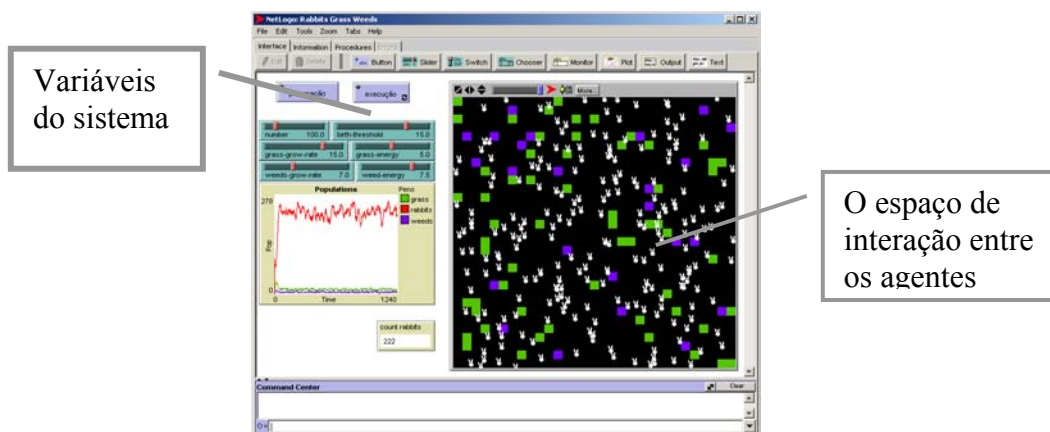 NetLogo: Rabbits Grass Weeds
File Edit Tools Zoom Tabs Help
Interface Information Procedures Errors
Edit Delete Button Slider Switch Chooser Monitor Plot Output Text
Variáveis
do sistema
execução
More...
number 100.0 birth-threshold 15.0
grass-grow-rate 15.0 grass-energy 5.0
weeds-grow-rate 7.0 weed-energy 7.5
Populations
Pens
278
grass
rabbits
weeds
Pop
0
0 Time 1240
count rabbits
222
O espaço de
interação entre
os agentes
Command Center Clear
O>